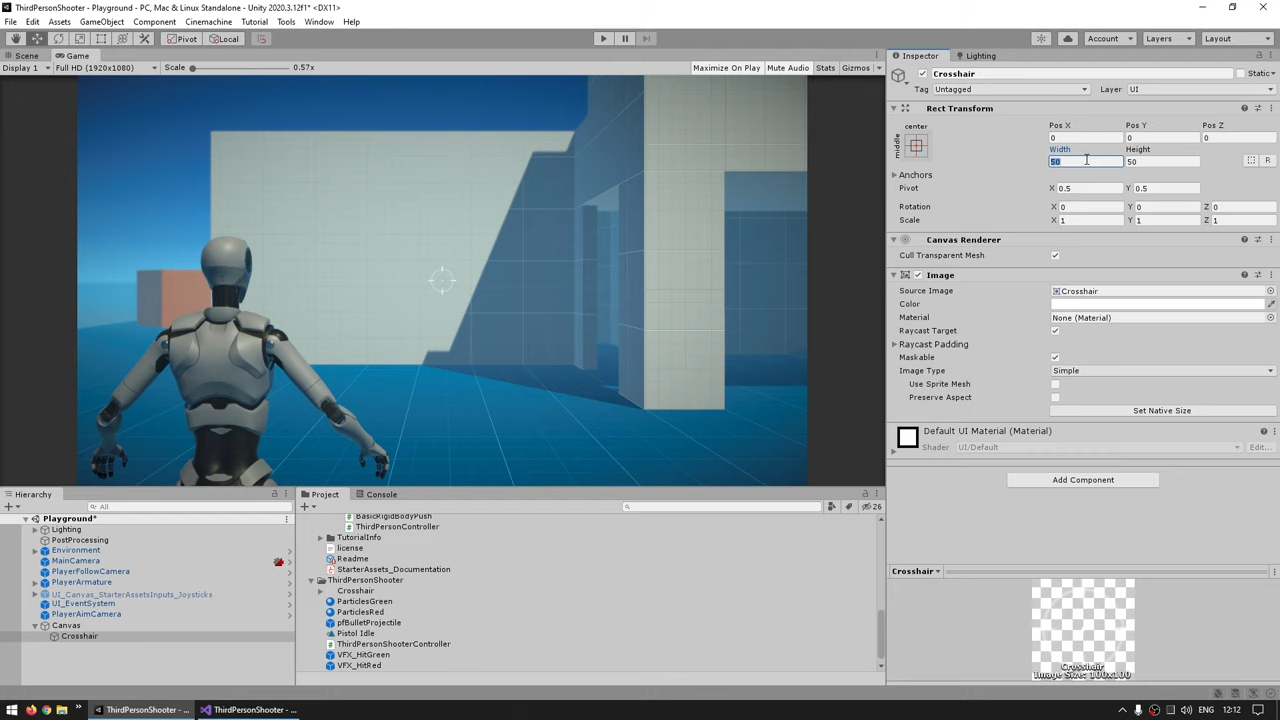 ThirdPersonShooter - Playground - PC, Mac & Linux Standalone - Unity 2020.3.12f1* <DX11>
File Edit Assets GameObject Component Cinemachine Tutorial Tools Window Help
Pivot Local Account Layers Layout
Scene Game
Display 1 Full HD (1920x1080) Scale 0.57x Maximize On Play Mute Audio Stats Gizmos
Inspector Lighting
Crosshair Static
Tag Untagged Layer UI
Rect Transform
center
middle
Pos X Pos Y Pos Z
0 0 0
Width Height
50 50 R
Anchors
Pivot X 0.5 Y 0.5
Rotation X 0 Y 0 Z 0
Scale X 1 Y 1 Z 1
Canvas Renderer
Cull Transparent Mesh
Image
Source Image Crosshair
Color
Material None (Material)
Raycast Target
Raycast Padding
Maskable
Image Type Simple
Use Sprite Mesh
Preserve Aspect
Set Native Size
Default UI Material (Material)
Shader UI/Default Edit...
Add Component
Crosshair
Crosshair
Image Size: 100x100
Hierarchy
All
Playground*
Lighting
PostProcessing
Environment
MainCamera
PlayerFollowCamera
PlayerArmature
UI_Canvas_StarterAssetsInputs_Joysticks
UI_EventSystem
PlayerAimCamera
Canvas
Crosshair
Project Console
26
BasicRigidBodyPush
ThirdPersonController
TutorialInfo
license
Readme
StarterAssets_Documentation
ThirdPersonShooter
Crosshair
ParticlesGreen
ParticlesRed
pfBulletProjectile
Pistol Idle
ThirdPersonShooterController
VFX_HitGreen
VFX_HitRed
ThirdPersonShooter - ... ThirdPersonShooter - ... ENG 12:12